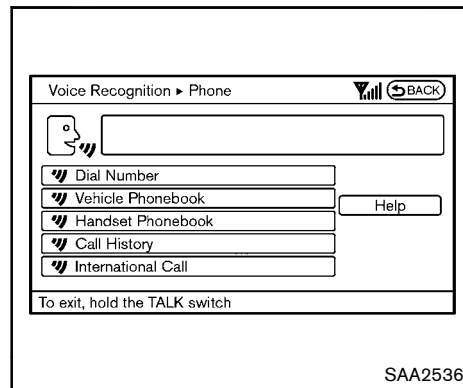 Voice Recognition ▸ Phone BACK
Dial Number
Vehicle Phonebook
Help
Handset Phonebook
Call History
International Call
To exit, hold the TALK switch
SAA2536